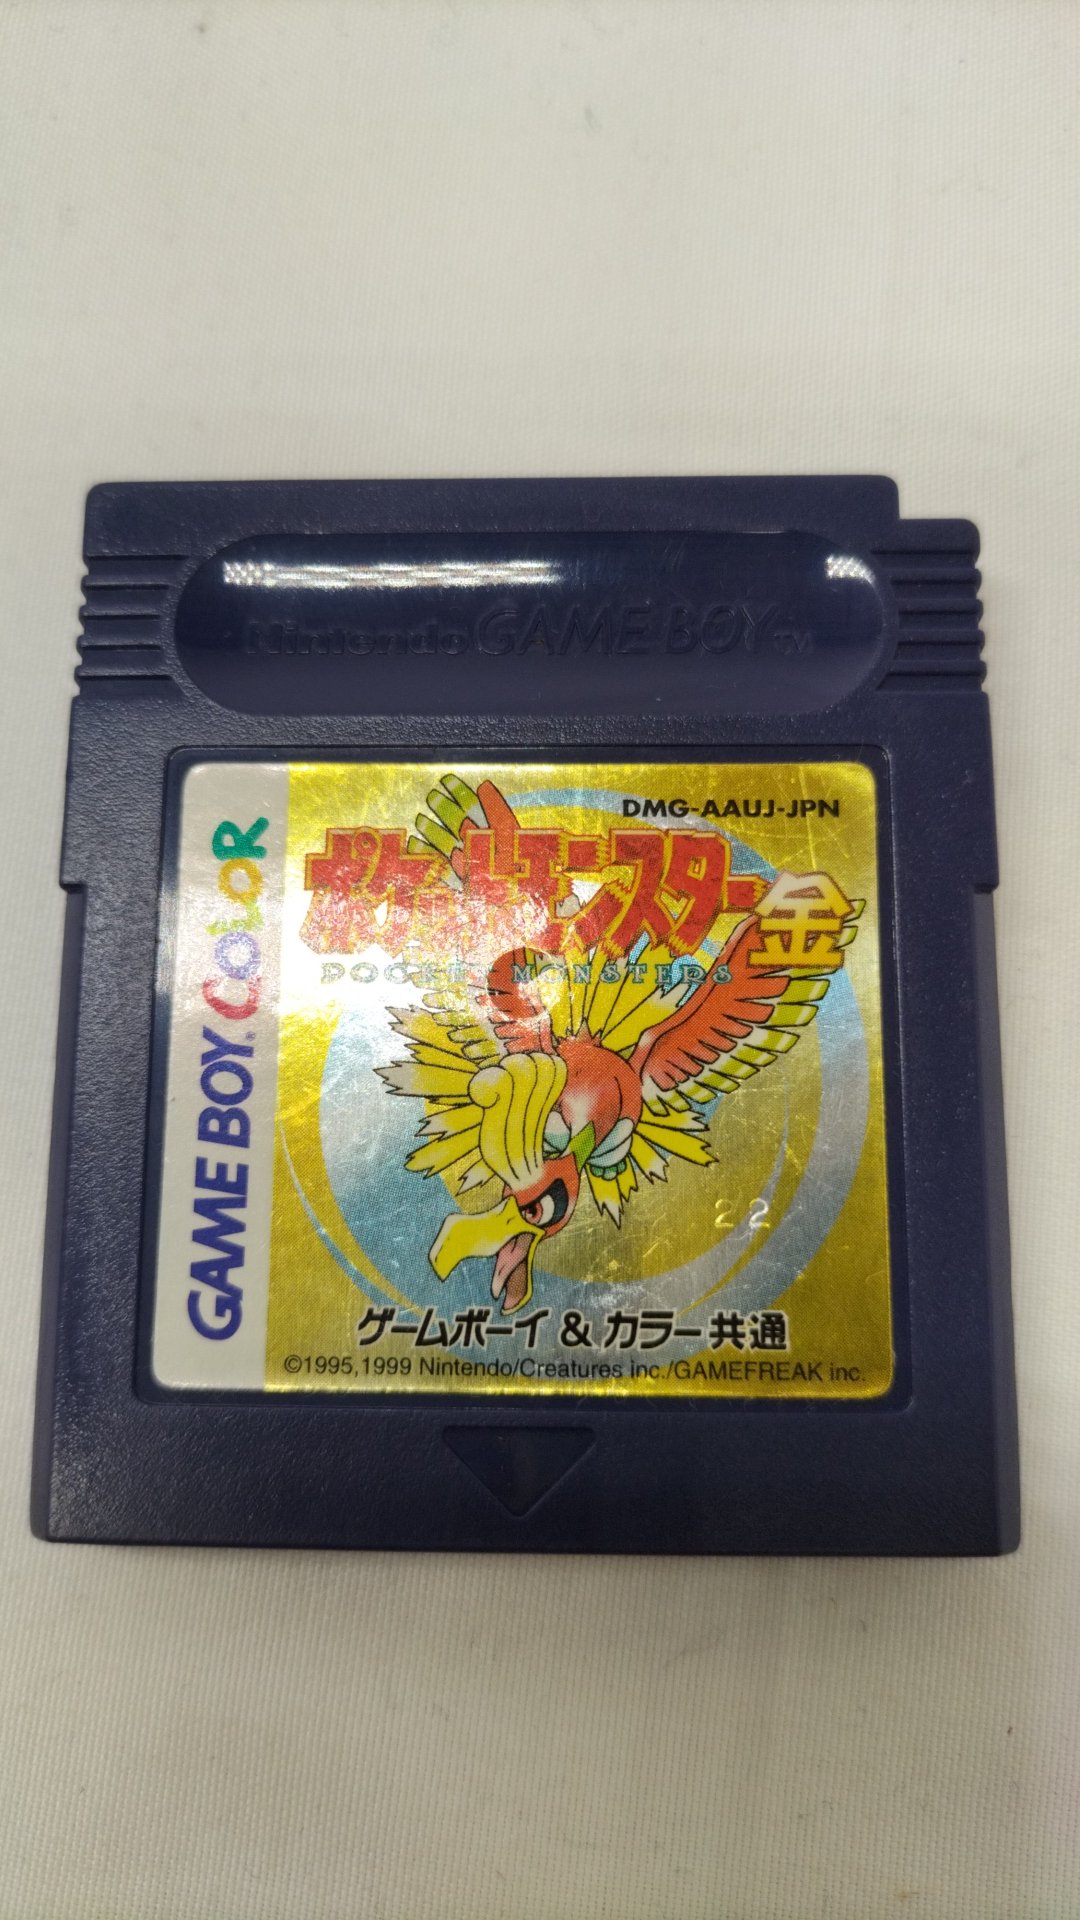 Nintendo GAME BOY TM
GAME BOY COLOR
DMG-AAUJ-JPN
ポケットモンスター 金
POCKET MONSTERS
22
ゲームボーイ & カラー 共通
©1995,1999 Nintendo/Creatures inc./GAMEFREAK inc.